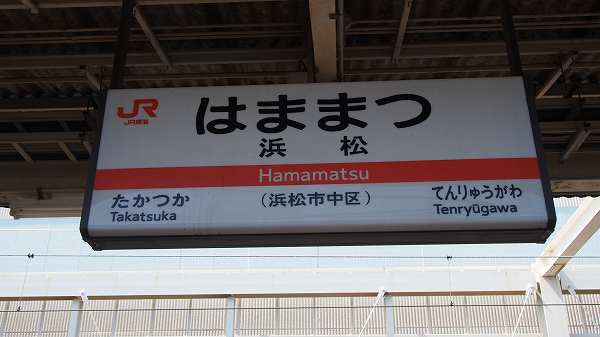 JR
JR東海
はままつ
浜松
Hamamatsu
たかつか
Takatsuka
(浜松市中区)
てんりゅうがわ
Tenryūgawa